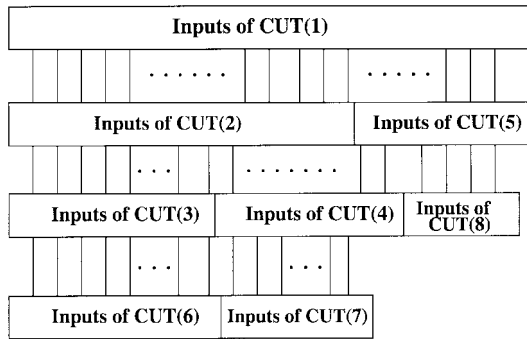 Inputs of CUT(1)
Inputs of CUT(2)
Inputs of CUT(5)
Inputs of CUT(3)
Inputs of CUT(4)
Inputs of
CUT(8)
Inputs of CUT(6)
Inputs of CUT(7)